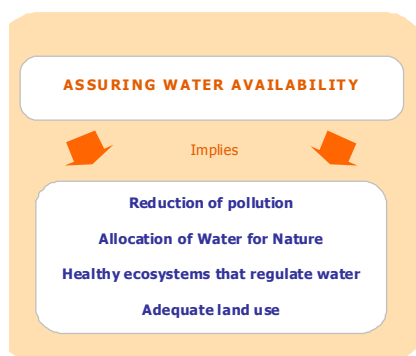 ASSURING WATER AVAILABILITY
Implies
Reduction of pollution
Allocation of Water for Nature
Healthy ecosystems that regulate water
Adequate land use